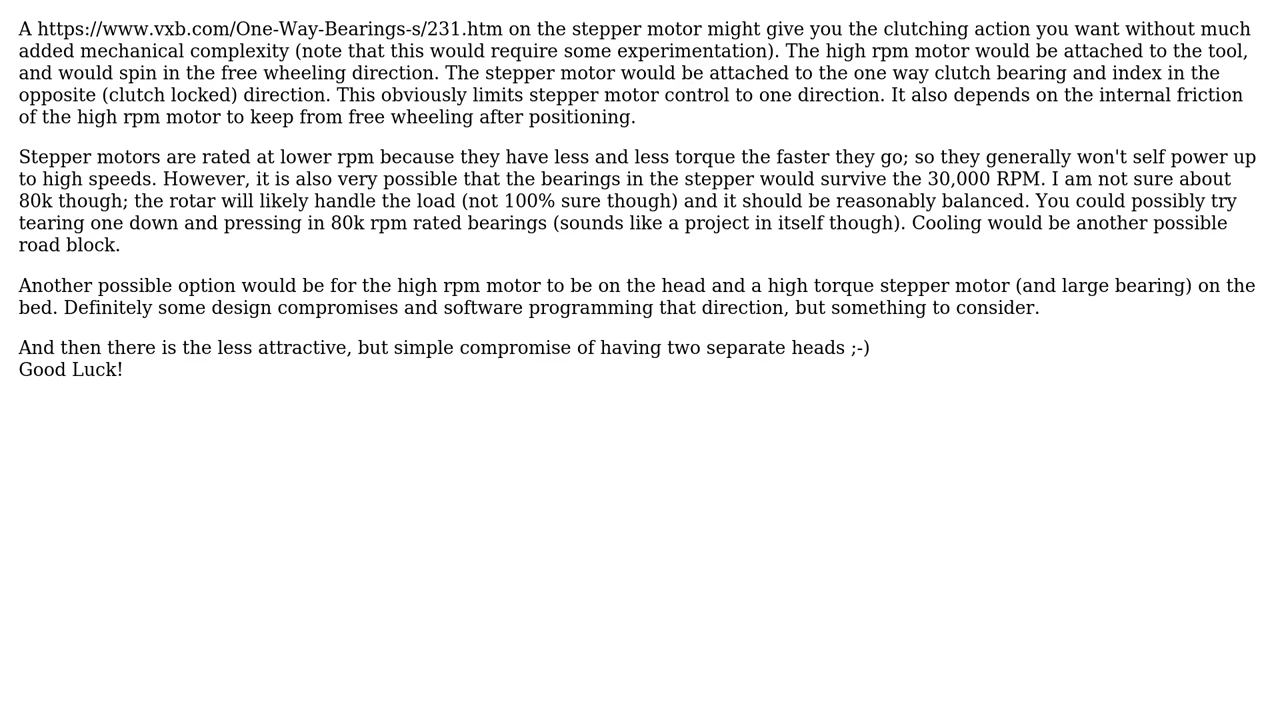 A https://www.vxb.com/One-Way-Bearings-s/231.htm on the stepper motor might give you the clutching action you want without much
added mechanical complexity (note that this would require some experimentation). The high rpm motor would be attached to the tool,
and would spin in the free wheeling direction. The stepper motor would be attached to the one way clutch bearing and index in the
opposite (clutch locked) direction. This obviously limits stepper motor control to one direction. It also depends on the internal friction
of the high rpm motor to keep from free wheeling after positioning.
Stepper motors are rated at lower rpm because they have less and less torque the faster they go; so they generally won't self power up
to high speeds. However, it is also very possible that the bearings in the stepper would survive the 30,000 RPM. I am not sure about
80k though; the rotar will likely handle the load (not 100% sure though) and it should be reasonably balanced. You could possibly try
tearing one down and pressing in 80k rpm rated bearings (sounds like a project in itself though). Cooling would be another possible
road block.
Another possible option would be for the high rpm motor to be on the head and a high torque stepper motor (and large bearing) on the
bed. Definitely some design compromises and software programming that direction, but something to consider.
And then there is the less attractive, but simple compromise of having two separate heads ;-)
Good Luck!